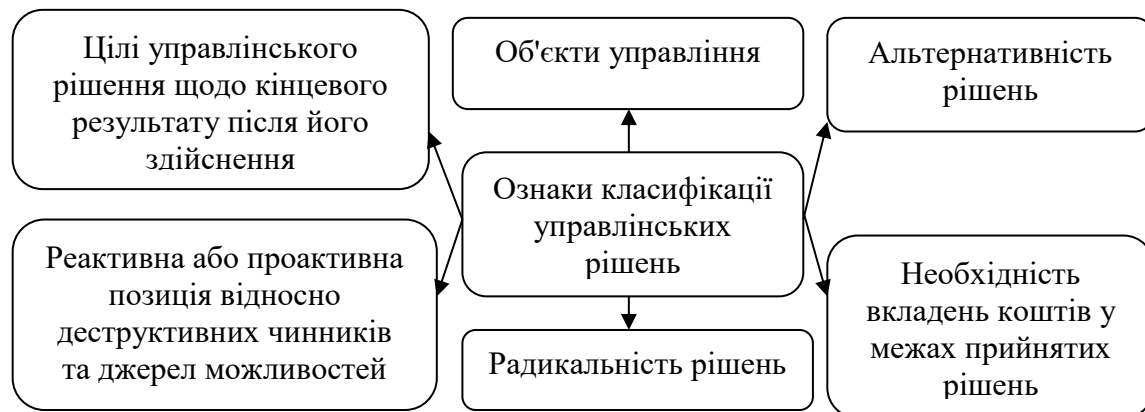 Цілі управлінського
рішення щодо кінцевого
результату після його
здійснення
Об'єкти управління
Альтернативність
рішень
Ознаки класифікації
управлінських
рішень
Реактивна або проактивна
позиція відносно
деструктивних чинників
та джерел можливостей
Радикальність рішень
Необхідність
вкладень коштів у
межах прийнятих
рішень